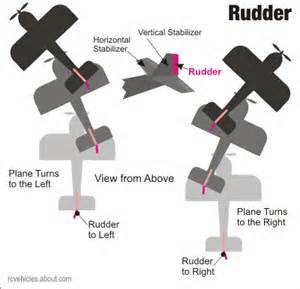 Rudder
Vertical Stabilizer
Horizontal
Stabilizer
Rudder
Plane Turns
to the Left
View from Above
Plane Turns
to the Right
Rudder
to Left
Rudder
to Right
rcvehicles.about.com